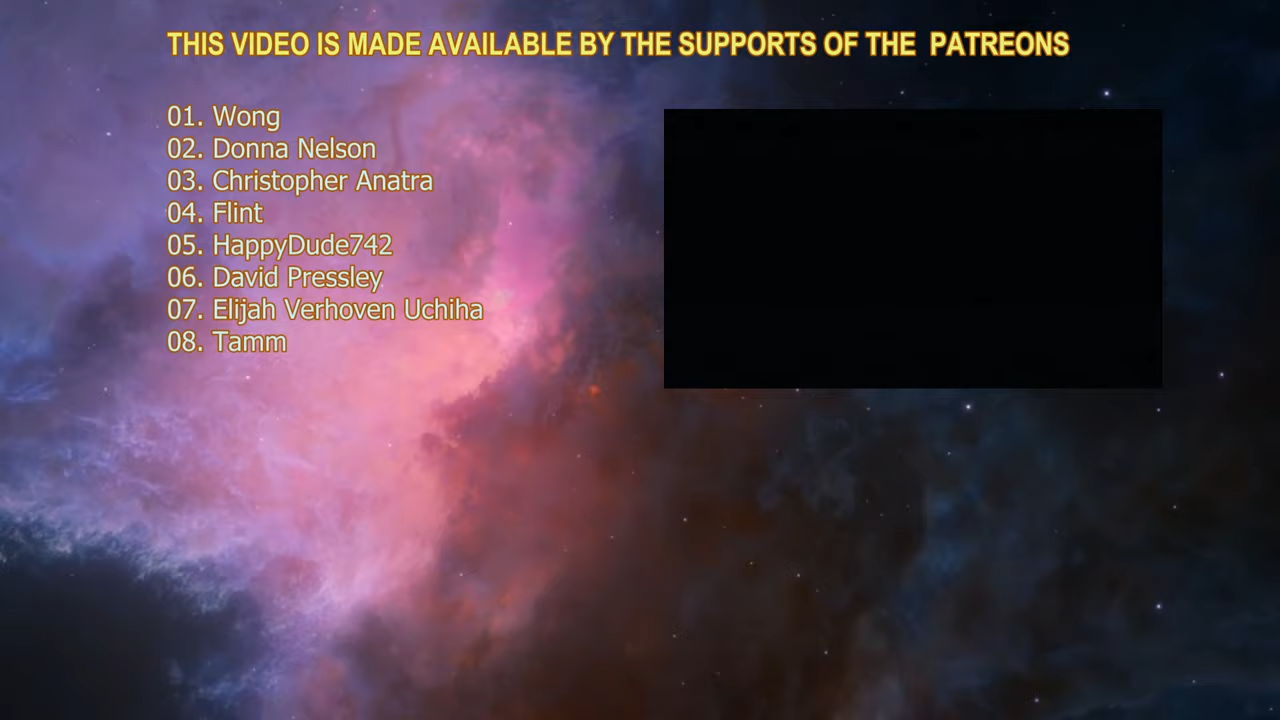 THIS VIDEO IS MADE AVAILABLE BY THE SUPPORTS OF THE PATREONS
01. Wong
02. Donna Nelson
03. Christopher Anatra
04. Flint
05. HappyDude742
06. David Pressley
07. Elijah Verhoven Uchiha
08. Tamm